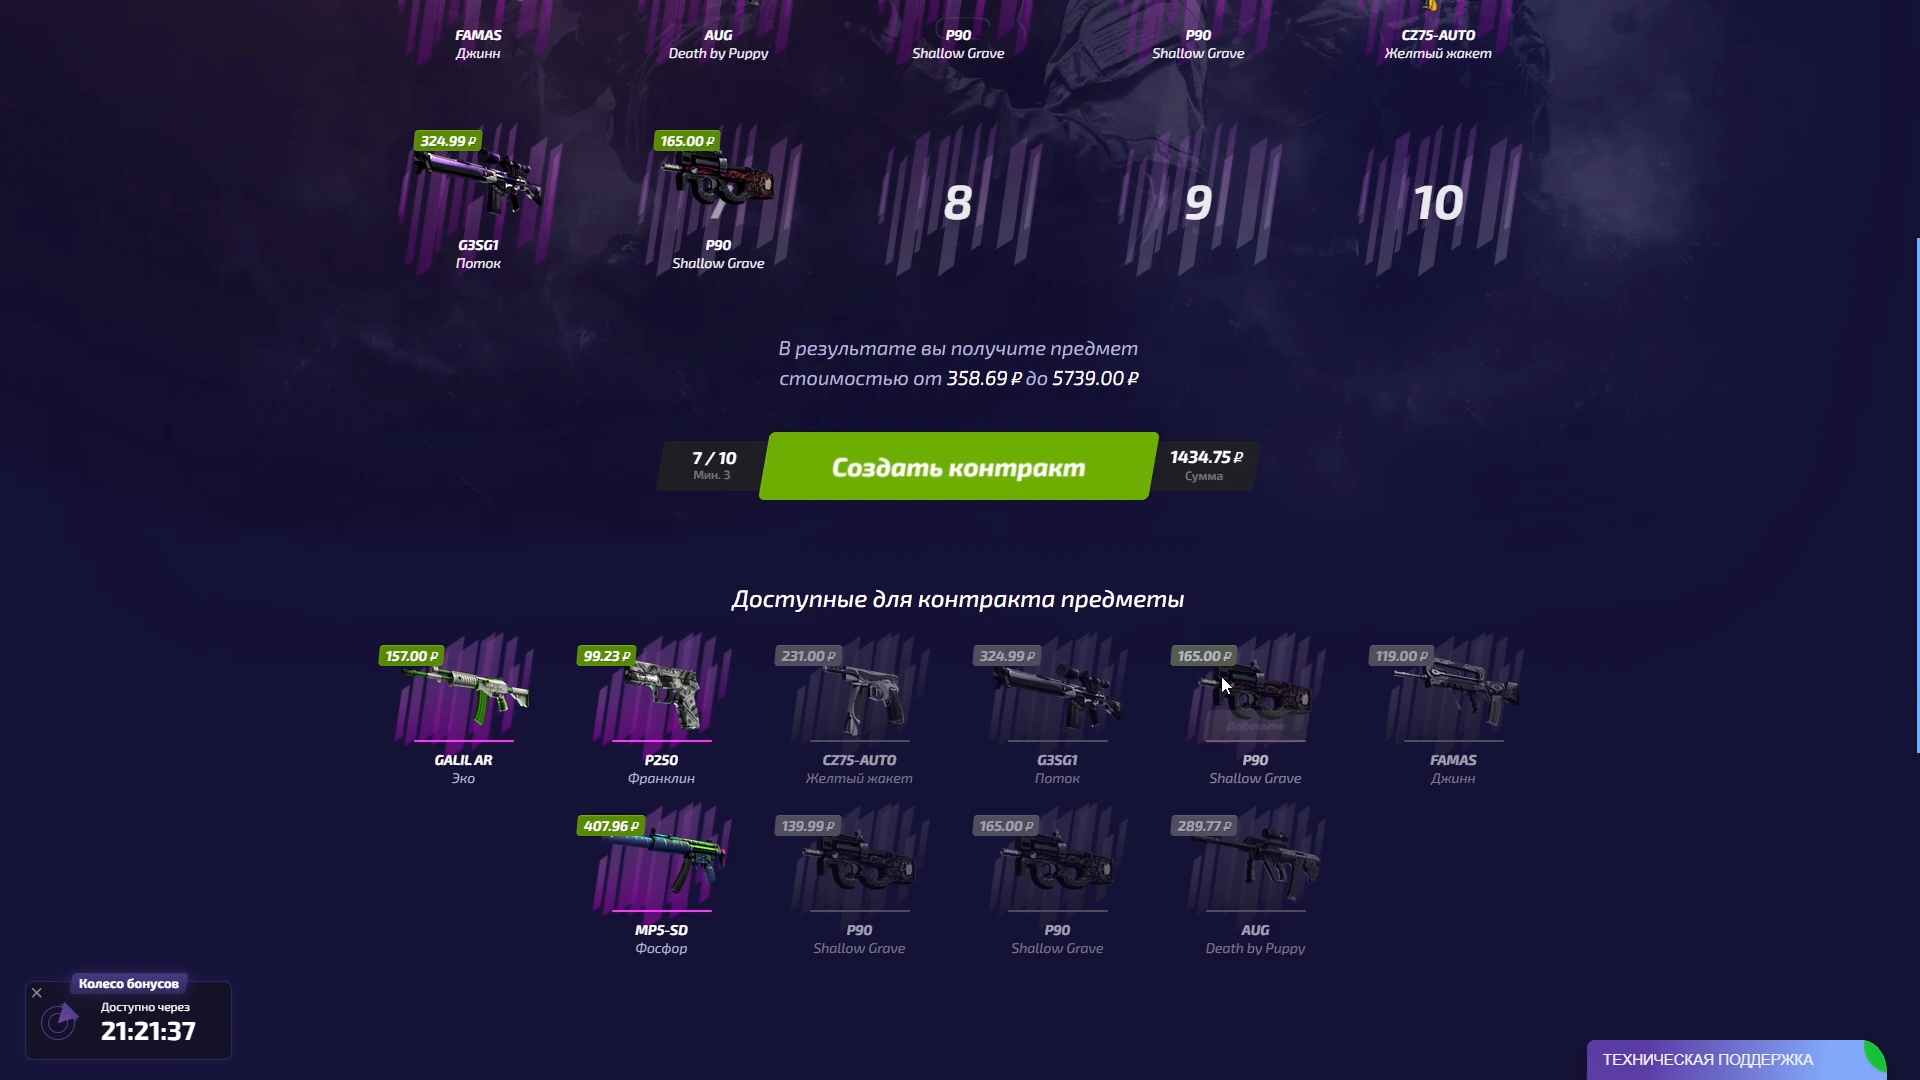 FAMAS
Джинн
AUG
Death by Puppy
P90
Shallow Grave
P90
Shallow Grave
CZ75-AUTO
Желтый жакет
324.99 ₽
G3SG1
Поток
165.00 ₽
P90
Shallow Grave
8
9
10
В результате вы получите предмет
стоимостью от 358.69 ₽ до 5739.00 ₽
7 / 10
Мин. 3
Создать контракт
1434.75 ₽
Сумма
Доступные для контракта предметы
157.00 ₽
GALIL AR
Эко
99.23 ₽
P250
Франклин
231.00 ₽
CZ75-AUTO
Желтый жакет
324.99 ₽
G3SG1
Поток
165.00 ₽
P90
Shallow Grave
119.00 ₽
FAMAS
Джинн
407.96 ₽
MP5-SD
Фосфор
139.99 ₽
P90
Shallow Grave
165.00 ₽
P90
Shallow Grave
289.77 ₽
AUG
Death by Puppy
Колесо бонусов
Доступно через
21:21:37
ТЕХНИЧЕСКАЯ ПОДДЕРЖКА